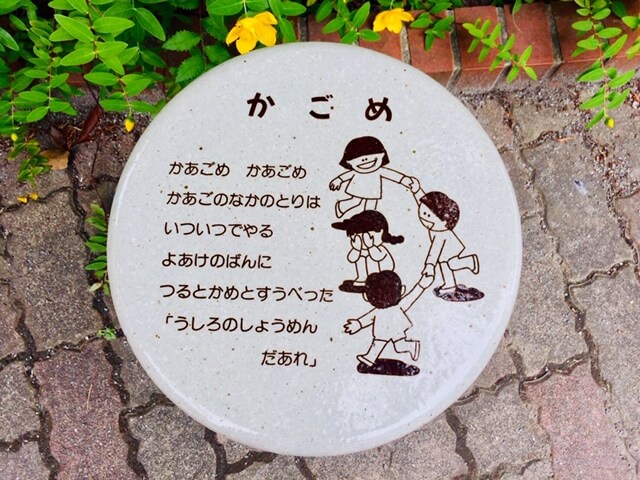 かごめ
かあごめ　かあごめ
かあごのなかのとりは
いついつでやる
よあけのばんに
つるとかめとすうべった
「うしろのしょうめん
だあれ」